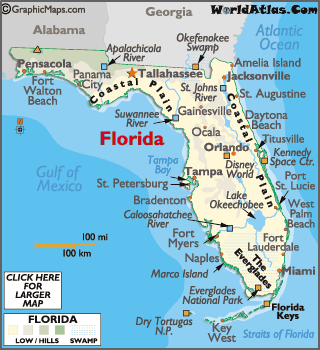 ©GraphicMaps.com
WorldAtlas.Com
Alabama
Georgia
Atlantic
Ocean
Apalachicola
River
Okefenokee
Swamp
Pensacola
Fort
Walton Beach
Panama
City
Tallahassee
Amelia Island
Jacksonville
St. Johns
River
St. Augustine
Coastal Plain
Coastal Plain
Suwannee
River
Gainesville
Daytona
Beach
Ocala
Titusville
Florida
Orlando
Kennedy
Space Ctr.
Disney
World
Gulf of
Mexico
Tampa
Bay
Tampa
Port
St. Lucie
St. Petersburg
Lake
Okeechobee
Bradenton
West
Palm
Beach
Caloosahatchee
River
Fort
Myers
Fort
Lauderdale
100 mi
100 km
Naples
The
Everglades
Miami
Marco Island
CLICK HERE
FOR
LARGER
MAP
Everglades
National Park
Florida
Keys
FLORIDA
LOW / HILLS
SWAMP
Dry Tortugas
N.P.
Key
West
Straits of Florida